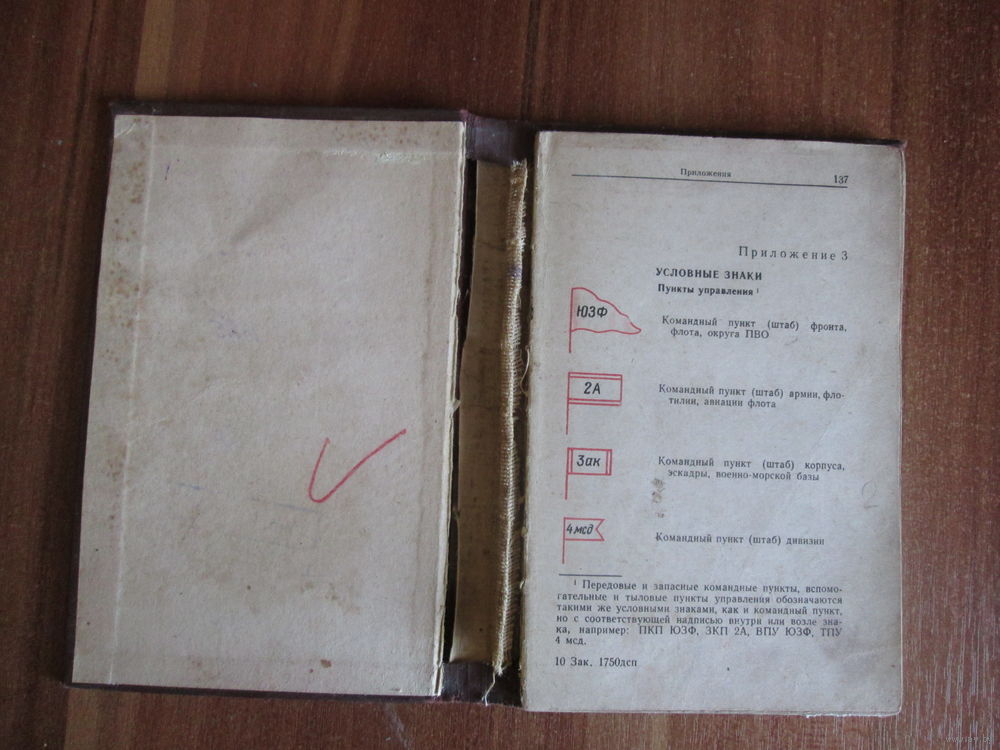 Приложения 137
Приложение 3
УСЛОВНЫЕ ЗНАКИ
Пункты управления ¹
ЮЗФ
Командный пункт (штаб) фронта,
флота, округа ПВО
2А
Командный пункт (штаб) армии, фло-
тилии, авиации флота
3ак
Командный пункт (штаб) корпуса,
эскадры, военно-морской базы
4 мсд
Командный пункт (штаб) дивизии
¹ Передовые и запасные командные пункты, вспомо-
гательные и тыловые пункты управления обозначаются
такими же условными знаками, как и командный пункт,
но с соответствующей надписью внутри или возле зна-
ка, например: ПКП ЮЗФ, ЗКП 2А, ВПУ ЮЗФ, ТПУ
4 мсд.
10 Зак. 1750дсп
2